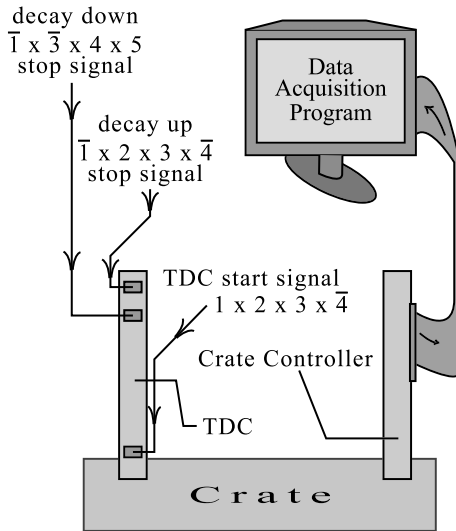 decay down
1̅ x 3̅ x 4 x 5
stop signal
decay up
1̅ x 2 x 3 x 4̅
stop signal
Data
Acquisition
Program
TDC start signal
1 x 2 x 3 x 4̅
Crate Controller
TDC
Crate